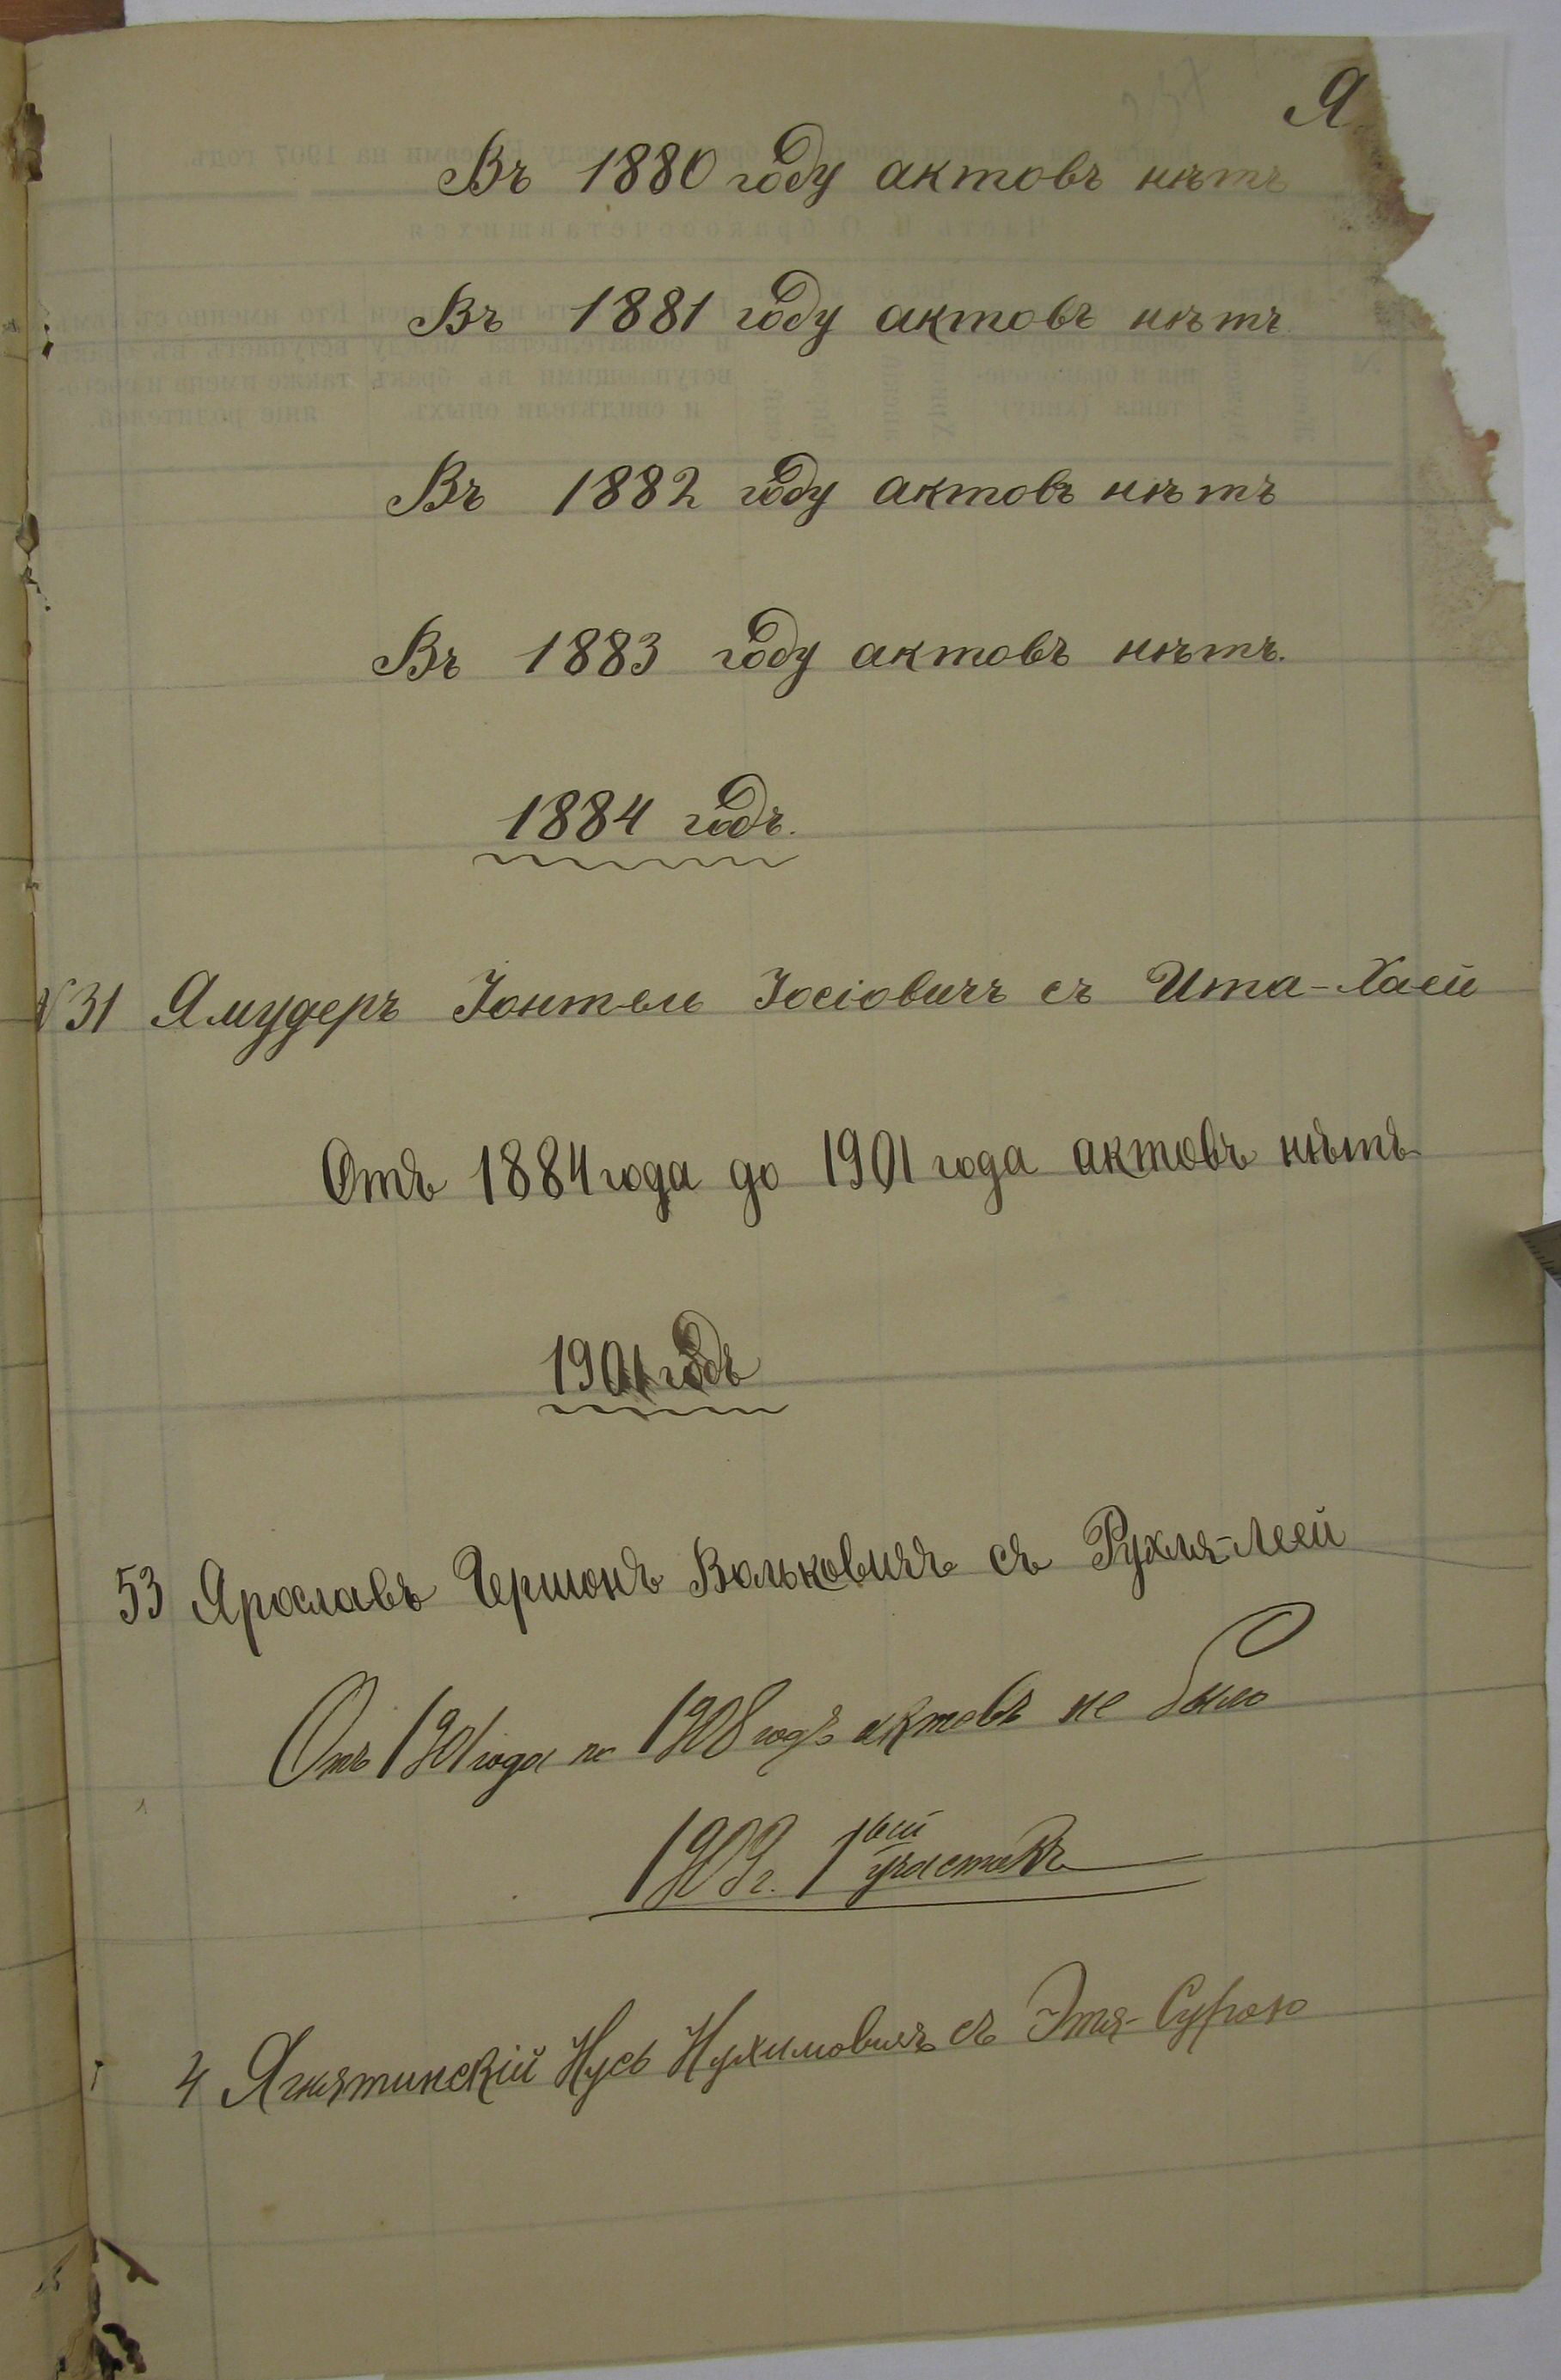 Я
Въ 1880 году актовъ нѣтъ
Въ 1881 году актовъ нѣтъ
Въ 1882 году актовъ нѣтъ
Въ 1883 году актовъ нѣтъ.
1884 годъ.
№31 Ямудеръ Іонтель Іосіовичъ съ Ита-Хаей
Отъ 1884 года до 1901 года актовъ нѣтъ
1901 годъ
53 Ярославъ Гершонъ Вольковичъ съ Рухля-Леей
Отъ 1901 года по 1908 годъ актовъ не было
1909 г. 1ый участокъ
4 Ягнятинскій Нусь Нухимовичъ съ Этя-Сурою